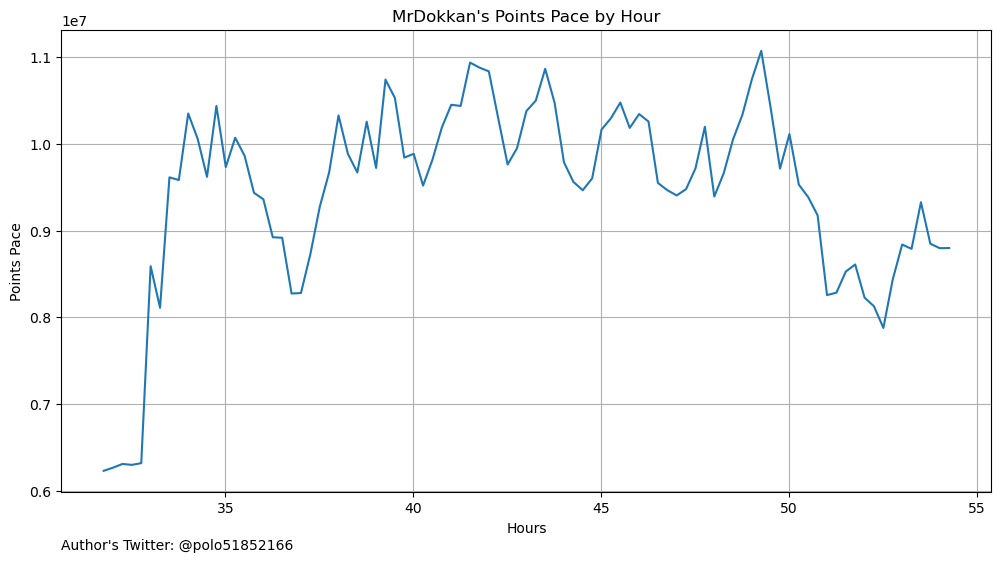 MrDokkan's Points Pace by Hour
1e7
1.1
1.0
0.9
0.8
0.7
0.6
Points Pace
35 40 45 50 55
Hours
Author's Twitter: @polo51852166